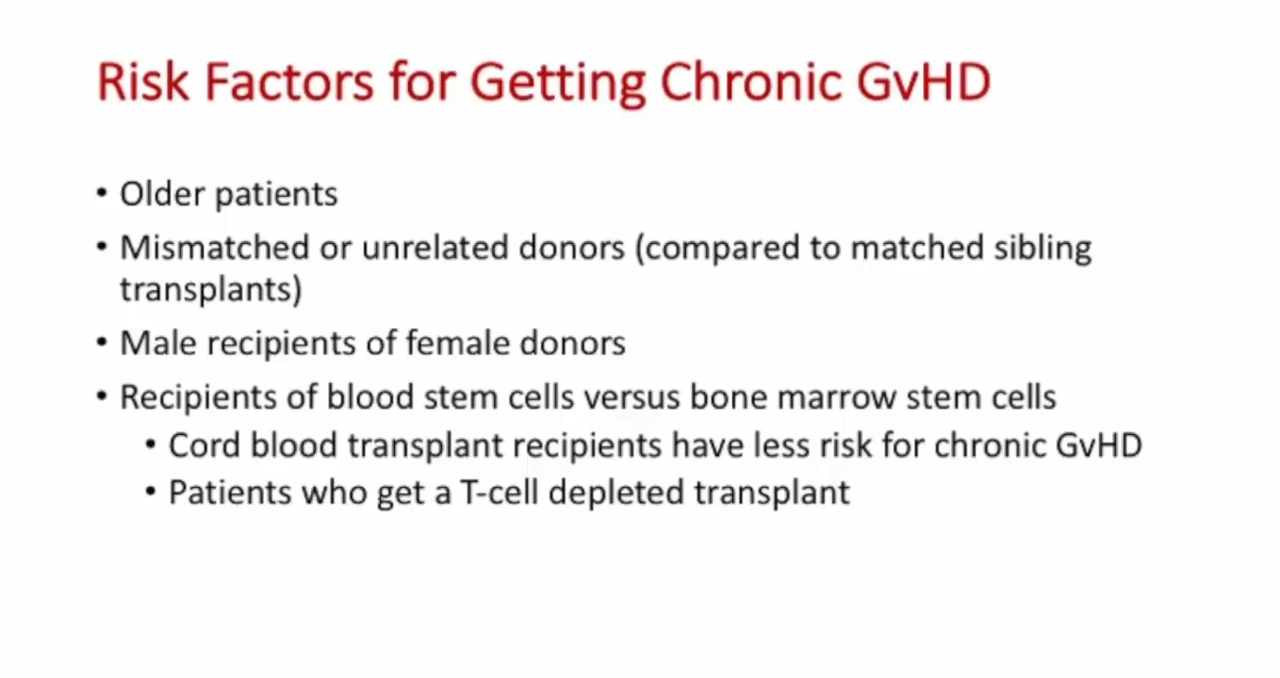 Risk Factors for Getting Chronic GvHD
• Older patients
• Mismatched or unrelated donors (compared to matched sibling
transplants)
• Male recipients of female donors
• Recipients of blood stem cells versus bone marrow stem cells
• Cord blood transplant recipients have less risk for chronic GvHD
• Patients who get a T-cell depleted transplant